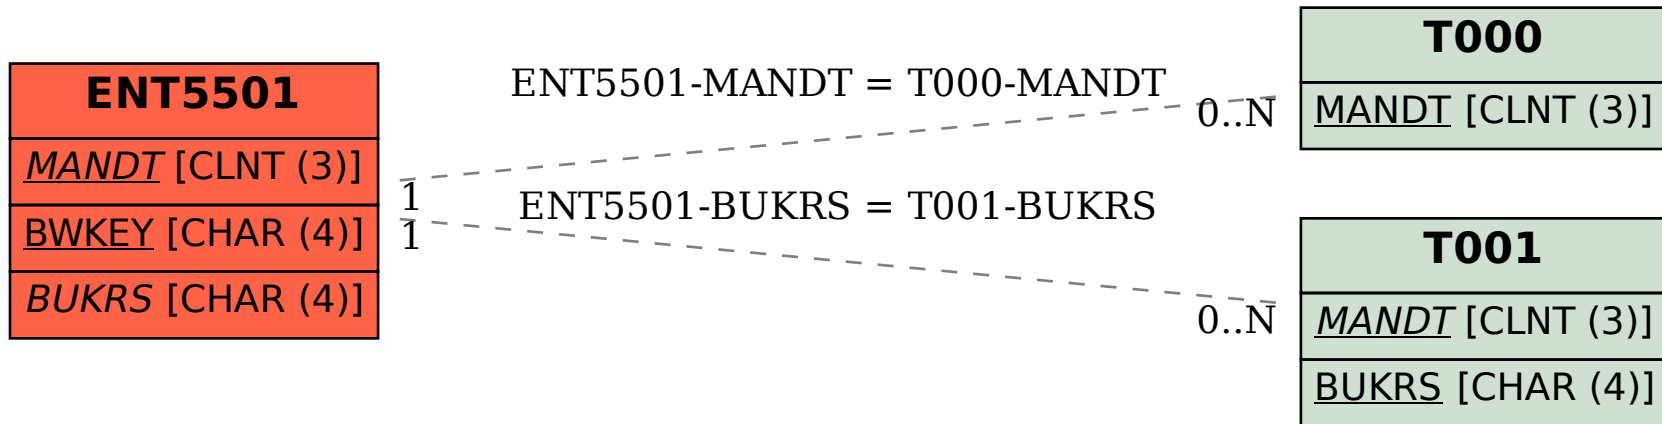 ENT5501
MANDT [CLNT (3)]
BWKEY [CHAR (4)]
BUKRS [CHAR (4)]
ENT5501-MANDT = T000-MANDT
1
0..N
ENT5501-BUKRS = T001-BUKRS
1
0..N
T000
MANDT [CLNT (3)]
T001
MANDT [CLNT (3)]
BUKRS [CHAR (4)]